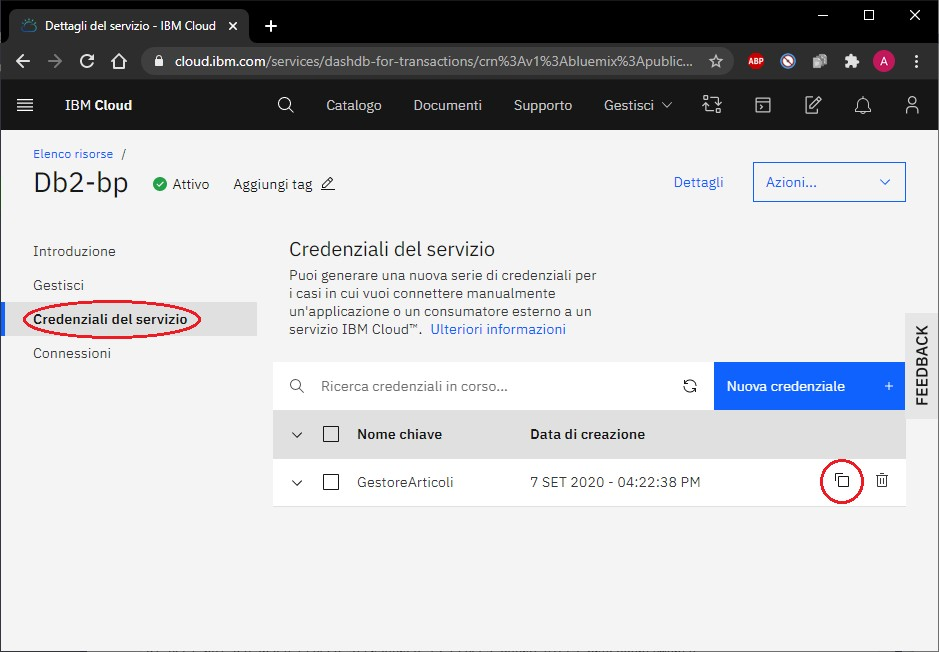 Dettagli del servizio - IBM Cloud
cloud.ibm.com/services/dashdb-for-transactions/crn%3Av1%3Abluemix%3Apublic...
ABP
A
IBM Cloud
Catalogo
Documenti
Supporto
Gestisci
Elenco risorse /
Db2-bp
Attivo
Aggiungi tag
Dettagli
Azioni...
Introduzione
Gestisci
Credenziali del servizio
Connessioni
Credenziali del servizio
Puoi generare una nuova serie di credenziali per
i casi in cui vuoi connettere manualmente
un'applicazione o un consumatore esterno a un
servizio IBM Cloud™. Ulteriori informazioni
Ricerca credenziali in corso...
Nuova credenziale +
Nome chiave
Data di creazione
GestoreArticoli
7 SET 2020 - 04:22:38 PM
FEEDBACK